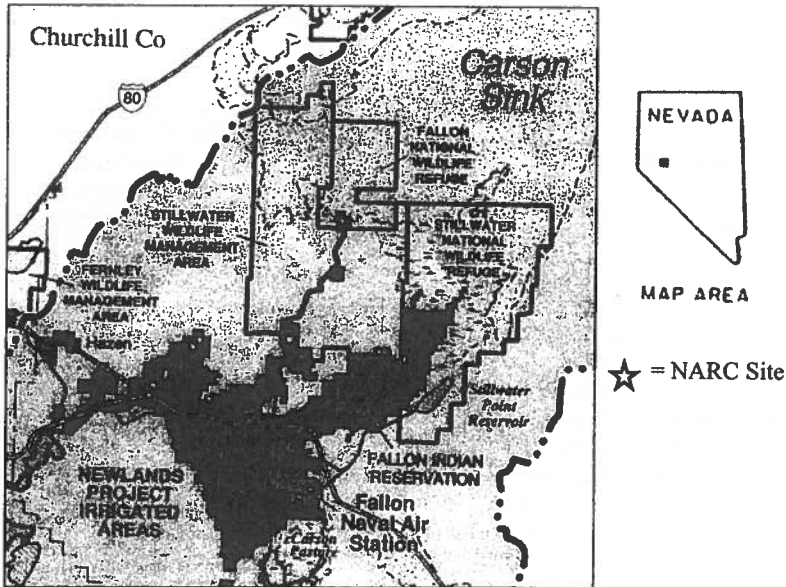 Churchill Co
80
Carson
Sink
FALLON
NATIONAL
WILDLIFE
REFUGE
STILLWATER
WILDLIFE
MANAGEMENT
AREA
STILLWATER
NATIONAL
WILDLIFE
REFUGE
FERNLEY
WILDLIFE
MANAGEMENT
AREA
Hazen
Stillwater
Point
Reservoir
FALLON INDIAN
RESERVATION
NEWLANDS
PROJECT
IRRIGATED
AREAS
Fallon
Naval Air
Station
Carson
Pasture
NEVADA
MAP AREA
= NARC Site